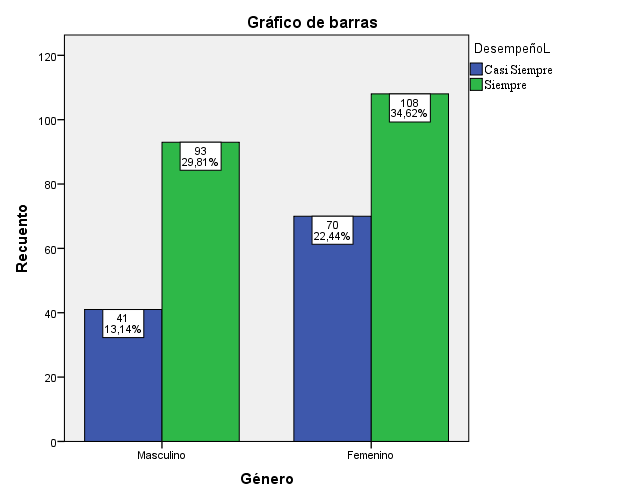 Gráfico de barras
DesempeñoL
Casi Siempre
Siempre
120
100
80
60
40
20
0
Recuento
41
13,14%
93
29,81%
70
22,44%
108
34,62%
Masculino
Femenino
Género